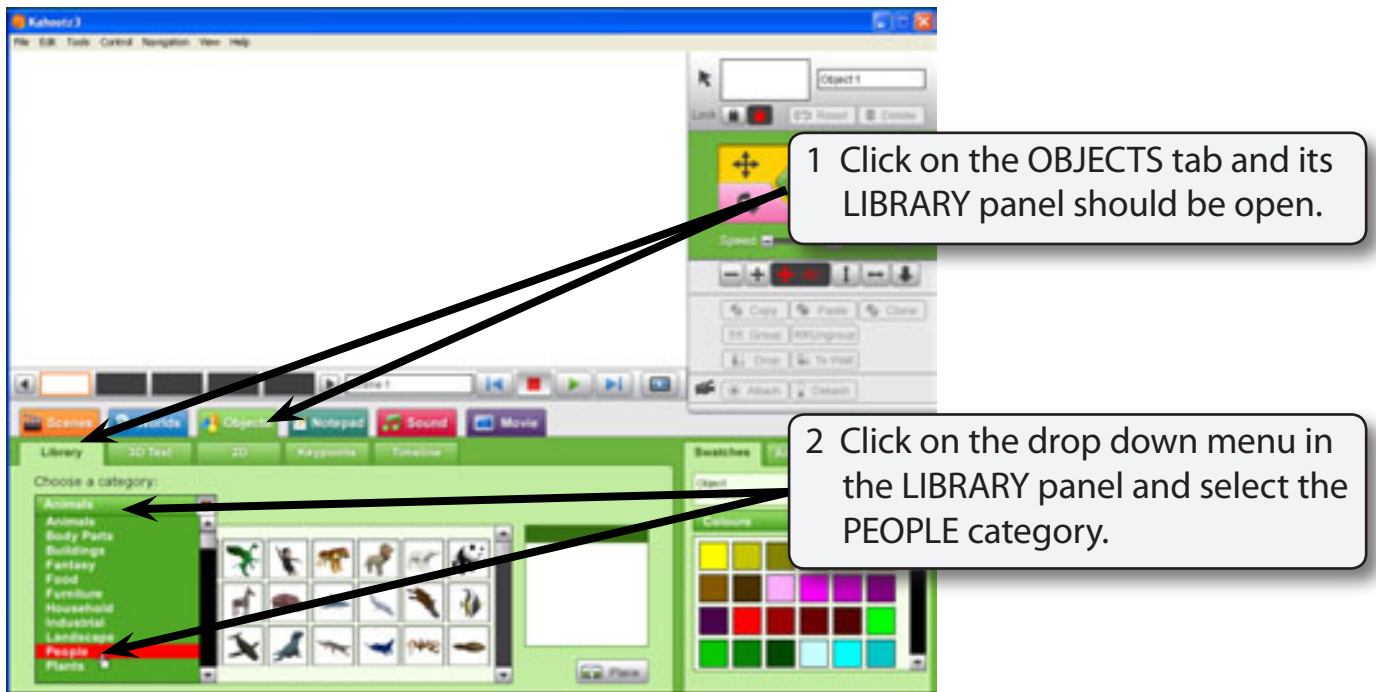 Kahootz3
File Edit Tools Control Navigation View Help
Object 1
Lock Reset Delete
1 Click on the OBJECTS tab and its
LIBRARY panel should be open.
Speed
Copy Paste Clone
Group Ungroup
Drop To Wall
Attach Detach
Scenes Objects Notepad Sound Movie
Library 3D Text 2D Keypoints Timeline
Swatches
2 Click on the drop down menu in
the LIBRARY panel and select the
PEOPLE category.
Choose a category:
Object
Animals
Colours
Animals
Body Parts
Buildings
Fantasy
Food
Furniture
Household
Industrial
Landscape
People
Plants
Place